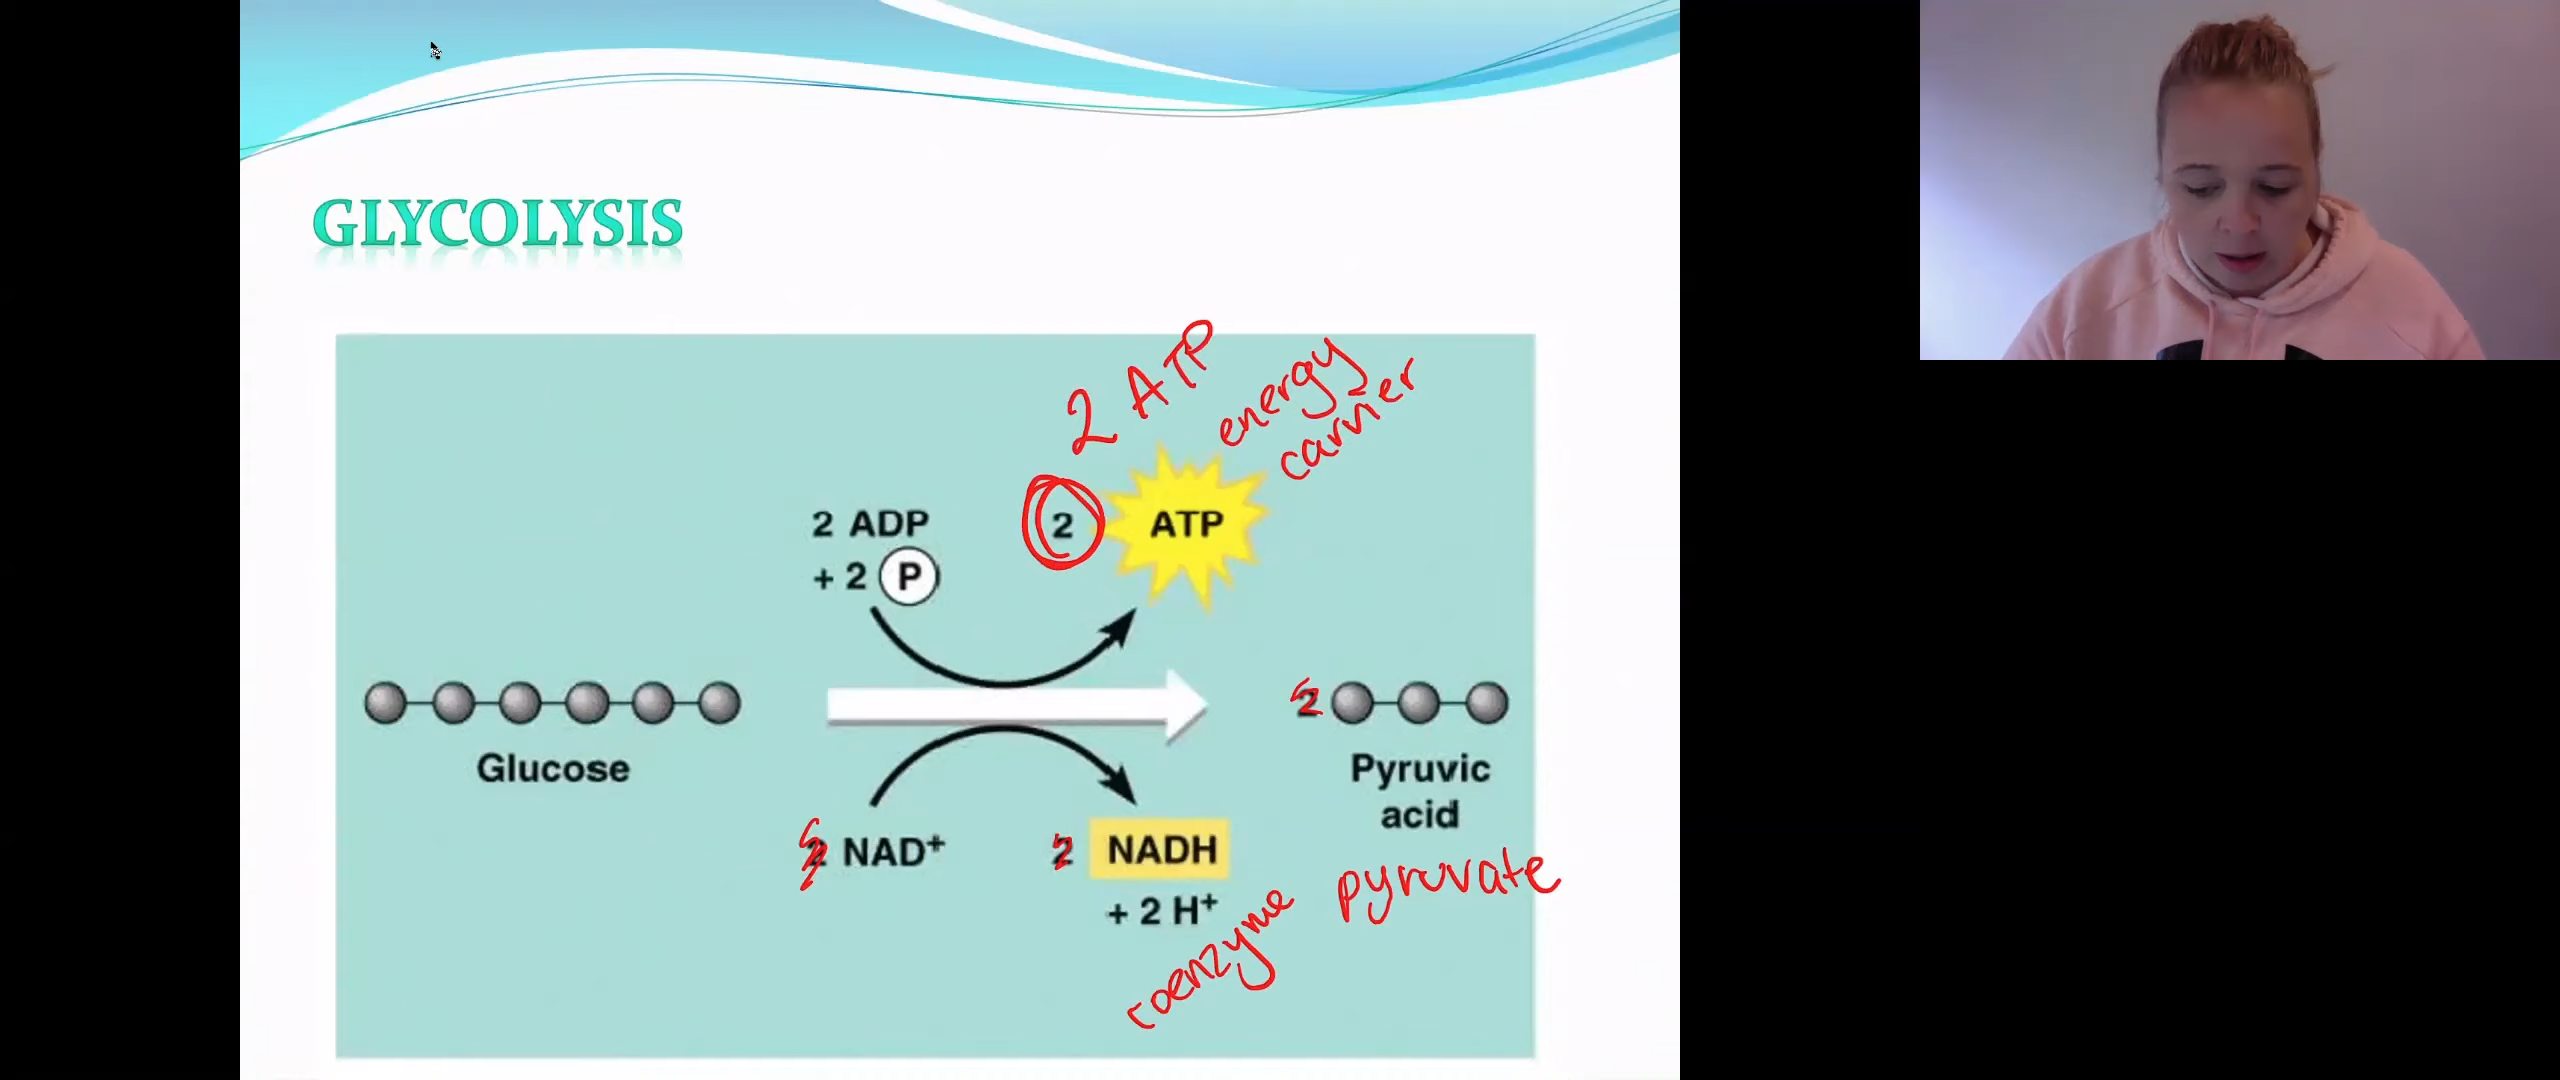 GLYCOLYSIS
2 ATP
energy
carrier
2 ADP
+ 2 P
2 ATP
Glucose
2
Pyruvic
acid
2 NAD+
2 NADH
+ 2 H+
pyruvate
coenzyme